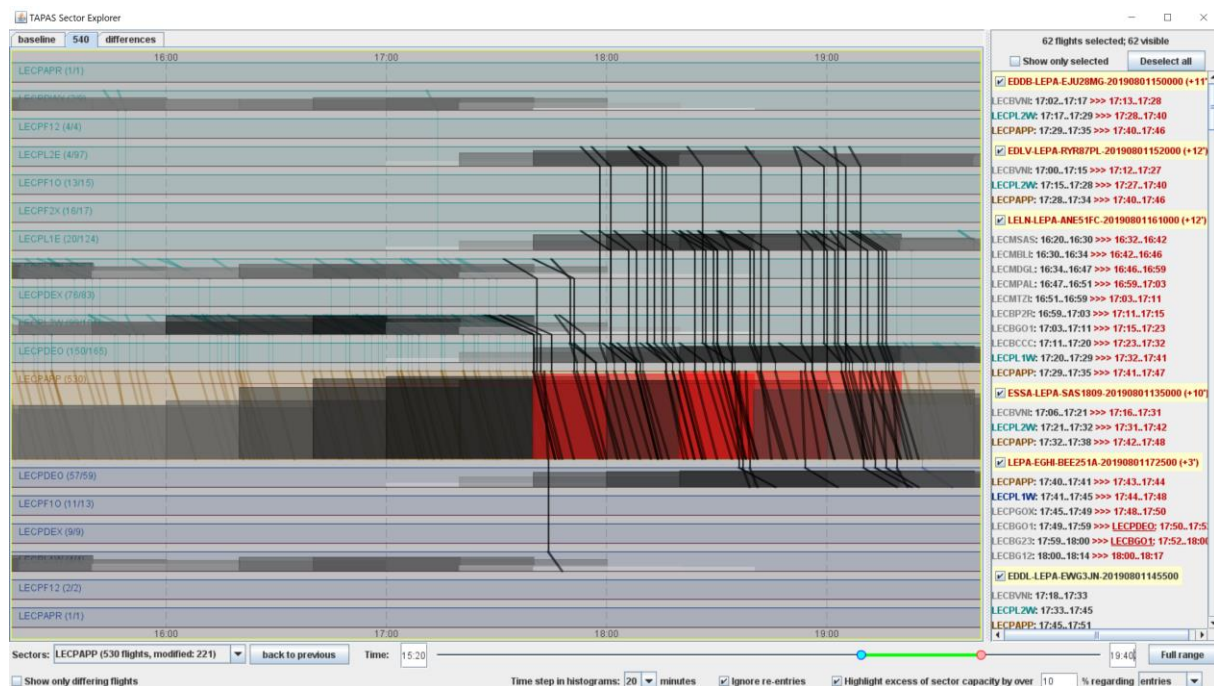 TAPAS Sector Explorer
baseline 540 differences
16:00 17:00 18:00 19:00
LECPAPR (1/1)
LECPF12 (4/4)
LECPL2E (4/97)
LECPF1O (13/15)
LECPF2X (16/17)
LECPL1E (20/124)
LECPDEX (76/83)
LECPDEO (150/165)
LECPAPP (530)
LECPDEO (57/59)
LECPF1O (11/13)
LECPDEX (9/9)
LECPF12 (2/2)
LECPAPR (1/1)
16:00 17:00 18:00 19:00
62 flights selected; 62 visible
Show only selected Deselect all
EDDB-LEPA-EJU28MG-20190801150000 (+11'
LECBVNI: 17:02..17:17 >>> 17:13..17:28
LECPL2W: 17:17..17:29 >>> 17:28..17:40
LECPAPP: 17:29..17:35 >>> 17:40..17:46
EDLV-LEPA-RYR87PL-20190801152000 (+12')
LECBVNI: 17:00..17:15 >>> 17:12..17:27
LECPL2W: 17:15..17:28 >>> 17:27..17:40
LECPAPP: 17:28..17:34 >>> 17:40..17:46
LELN-LEPA-ANE51FC-20190801161000 (+12')
LECMSAS: 16:20..16:30 >>> 16:32..16:42
LECMBLI: 16:30..16:34 >>> 16:42..16:46
LECMDGL: 16:34..16:47 >>> 16:46..16:59
LECMPAL: 16:47..16:51 >>> 16:59..17:03
LECMTZI: 16:51..16:59 >>> 17:03..17:11
LECBP2R: 16:59..17:03 >>> 17:11..17:15
LECBGO1: 17:03..17:11 >>> 17:15..17:23
LECBCCC: 17:11..17:20 >>> 17:23..17:32
LECPL1W: 17:20..17:29 >>> 17:32..17:41
LECPAPP: 17:29..17:35 >>> 17:41..17:47
ESSA-LEPA-SAS1809-20190801135000 (+10')
LECBVNI: 17:06..17:21 >>> 17:16..17:31
LECPL2W: 17:21..17:32 >>> 17:31..17:42
LECPAPP: 17:32..17:38 >>> 17:42..17:48
LEPA-EGHI-BEE251A-20190801172500 (+3')
LECPAPP: 17:40..17:41 >>> 17:43..17:44
LECPL1W: 17:41..17:45 >>> 17:44..17:48
LECPGOX: 17:45..17:49 >>> 17:48..17:50
LECBGO1: 17:49..17:59 >>> LECPDEO: 17:50..17:5
LECBG23: 17:59..18:00 >>> LECBGO1: 17:52..18:00
LECBG12: 18:00..18:14 >>> 18:00..18:17
EDDL-LEPA-EWG3JN-20190801145500
LECBVNI: 17:18..17:33
LECPL2W: 17:33..17:45
LECPAPP: 17:45..17:51
Sectors: LECPAPP (530 flights, modified: 221) back to previous Time: 15:20 19:40 Full range
Show only differing flights Time step in histograms: 20 minutes Ignore re-entries Highlight excess of sector capacity by over 10 % regarding entries